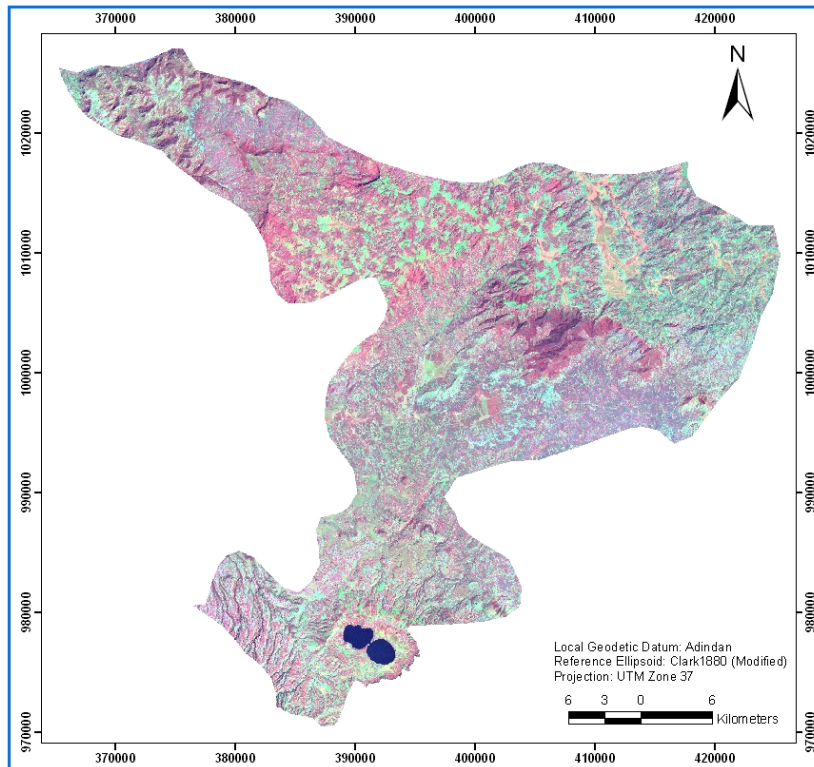 370000 380000 390000 400000 410000 420000
N
1020000 1020000
1010000 1010000
1000000 1000000
990000 990000
980000 980000
Local Geodetic Datum: Adindan
Reference Ellipsoid: Clark1880 (Modified)
Projection: UTM Zone 37
6 3 0 6
Kilometers
970000 970000
370000 380000 390000 400000 410000 420000